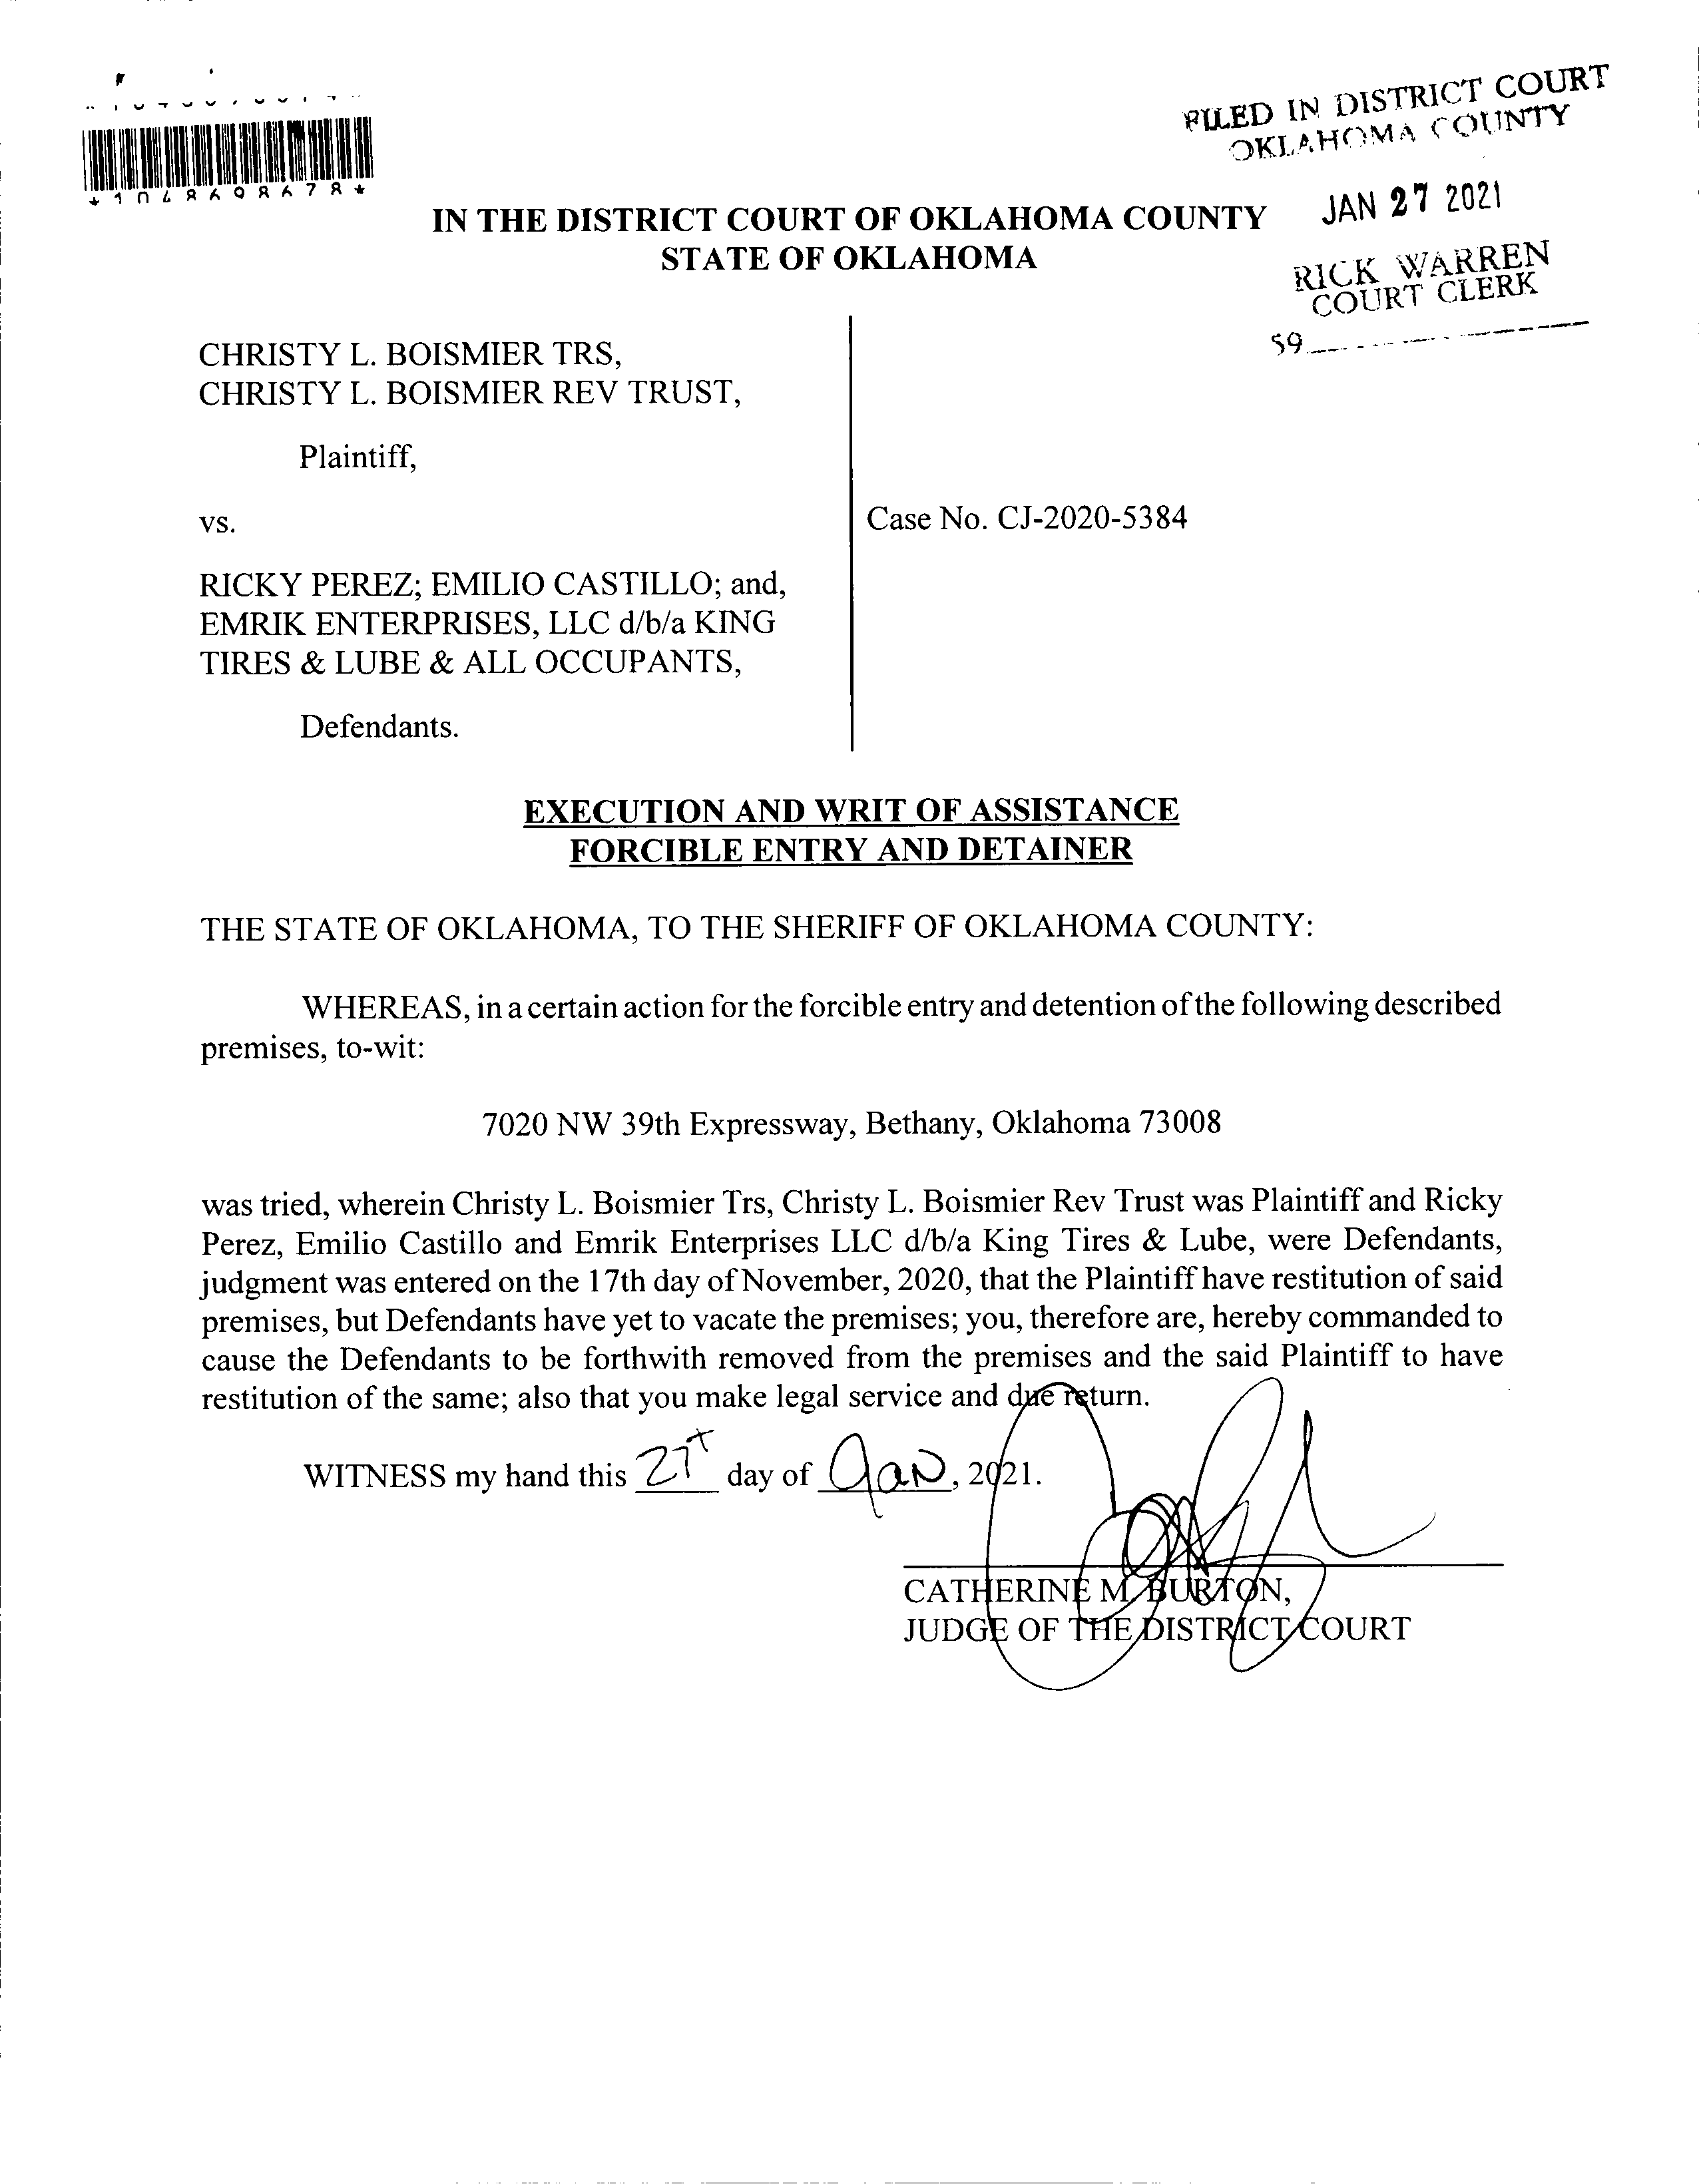 FILED IN DISTRICT COURT
OKLAHOMA COUNTY
JAN 27 2021
RICK WARREN
COURT CLERK
59
IN THE DISTRICT COURT OF OKLAHOMA COUNTY
STATE OF OKLAHOMA
CHRISTY L. BOISMIER TRS,
CHRISTY L. BOISMIER REV TRUST,
Plaintiff,
vs.
Case No. CJ-2020-5384
RICKY PEREZ; EMILIO CASTILLO; and,
EMRIK ENTERPRISES, LLC d/b/a KING
TIRES & LUBE & ALL OCCUPANTS,
Defendants.
EXECUTION AND WRIT OF ASSISTANCE
FORCIBLE ENTRY AND DETAINER
THE STATE OF OKLAHOMA, TO THE SHERIFF OF OKLAHOMA COUNTY:
WHEREAS, in a certain action for the forcible entry and detention of the following described
premises, to-wit:
7020 NW 39th Expressway, Bethany, Oklahoma 73008
was tried, wherein Christy L. Boismier Trs, Christy L. Boismier Rev Trust was Plaintiff and Ricky
Perez, Emilio Castillo and Emrik Enterprises LLC d/b/a King Tires & Lube, were Defendants,
judgment was entered on the 17th day of November, 2020, that the Plaintiff have restitution of said
premises, but Defendants have yet to vacate the premises; you, therefore are, hereby commanded to
cause the Defendants to be forthwith removed from the premises and the said Plaintiff to have
restitution of the same; also that you make legal service and due return.
WITNESS my hand this 27 day of Jan, 2021.
CATHERINE M. BURTON,
JUDGE OF THE DISTRICT COURT